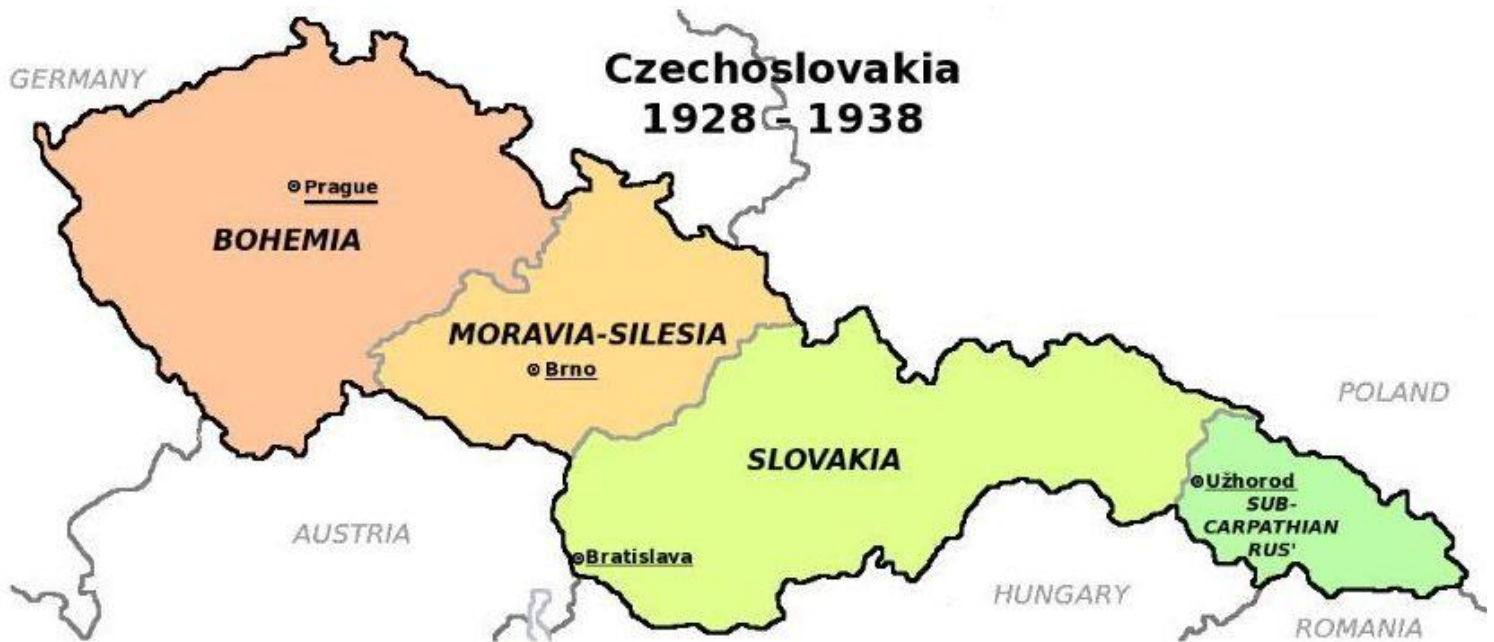 Czechoslovakia
1928 - 1938
GERMANY
Prague
BOHEMIA
MORAVIA-SILESIA
Brno
POLAND
SLOVAKIA
Užhorod
SUB-
CARPATHIAN
RUS'
AUSTRIA
Bratislava
HUNGARY
ROMANIA